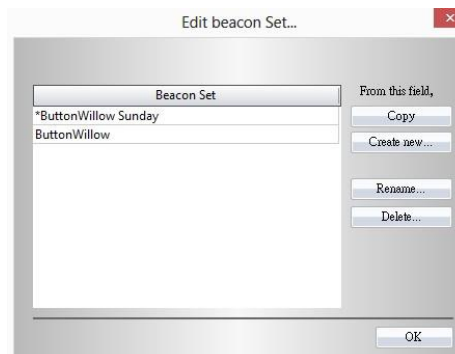 Edit beacon Set...
Beacon Set
*ButtonWillow Sunday
ButtonWillow
From this field,
Copy
Create new...
Rename...
Delete...
OK